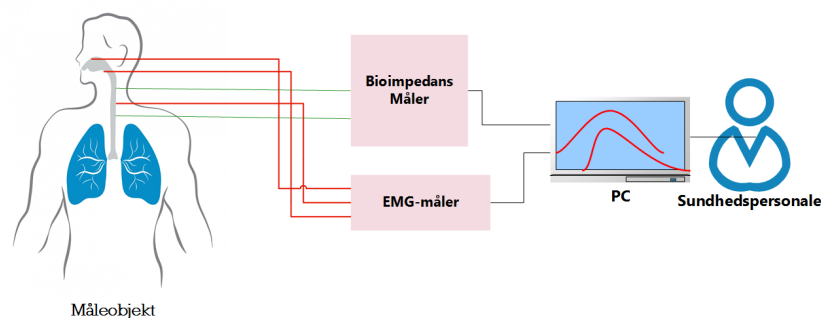 Bioimpedans
Måler
EMG-måler
PC
Sundhedspersonale
Måleobjekt